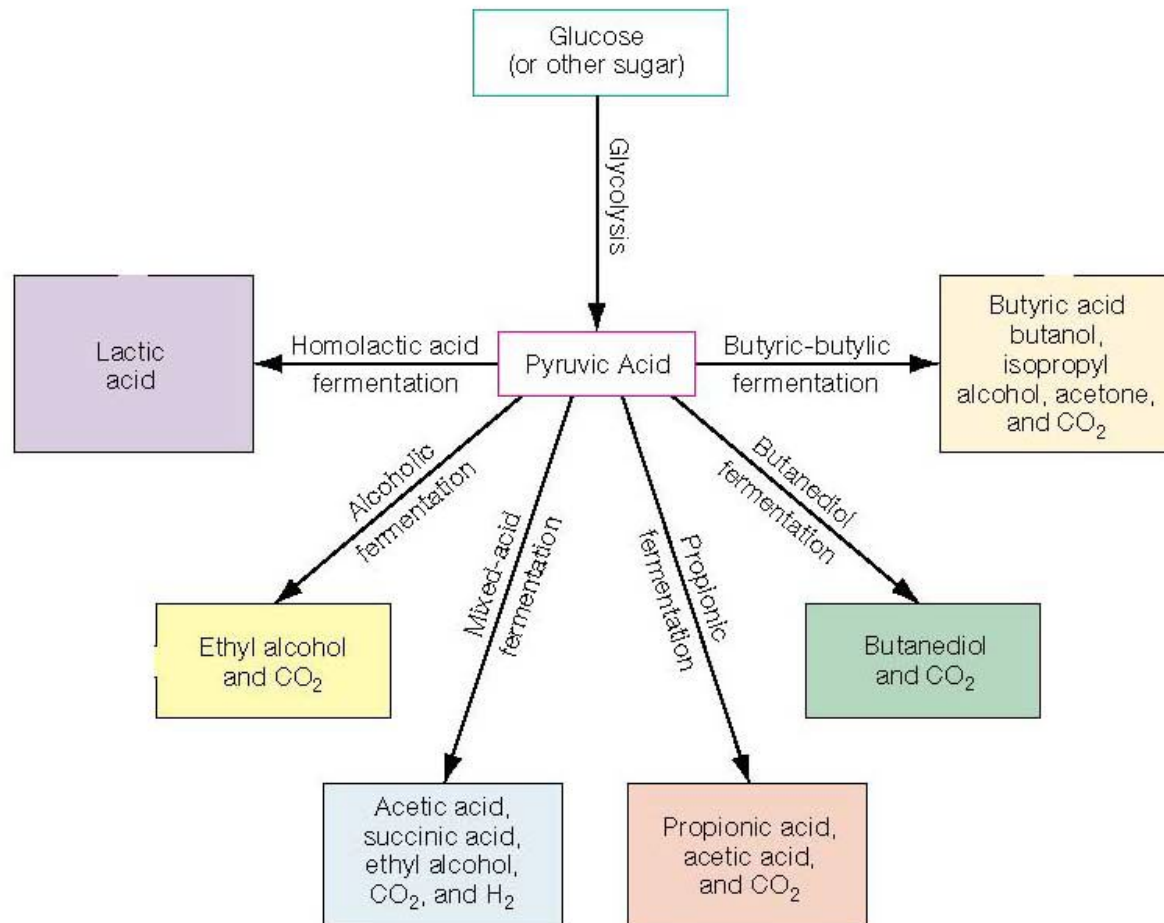 Glucose
(or other sugar)
Glycolysis
Lactic
acid
Homolactic acid
fermentation
Pyruvic Acid
Butyric-butylic
fermentation
Butyric acid
butanol,
isopropyl
alcohol, acetone,
and CO₂
Alcoholic
fermentation
Mixed-acid
fermentation
Propionic
fermentation
Butanediol
fermentation
Ethyl alcohol
and CO₂
Butanediol
and CO₂
Acetic acid,
succinic acid,
ethyl alcohol,
CO₂, and H₂
Propionic acid,
acetic acid,
and CO₂